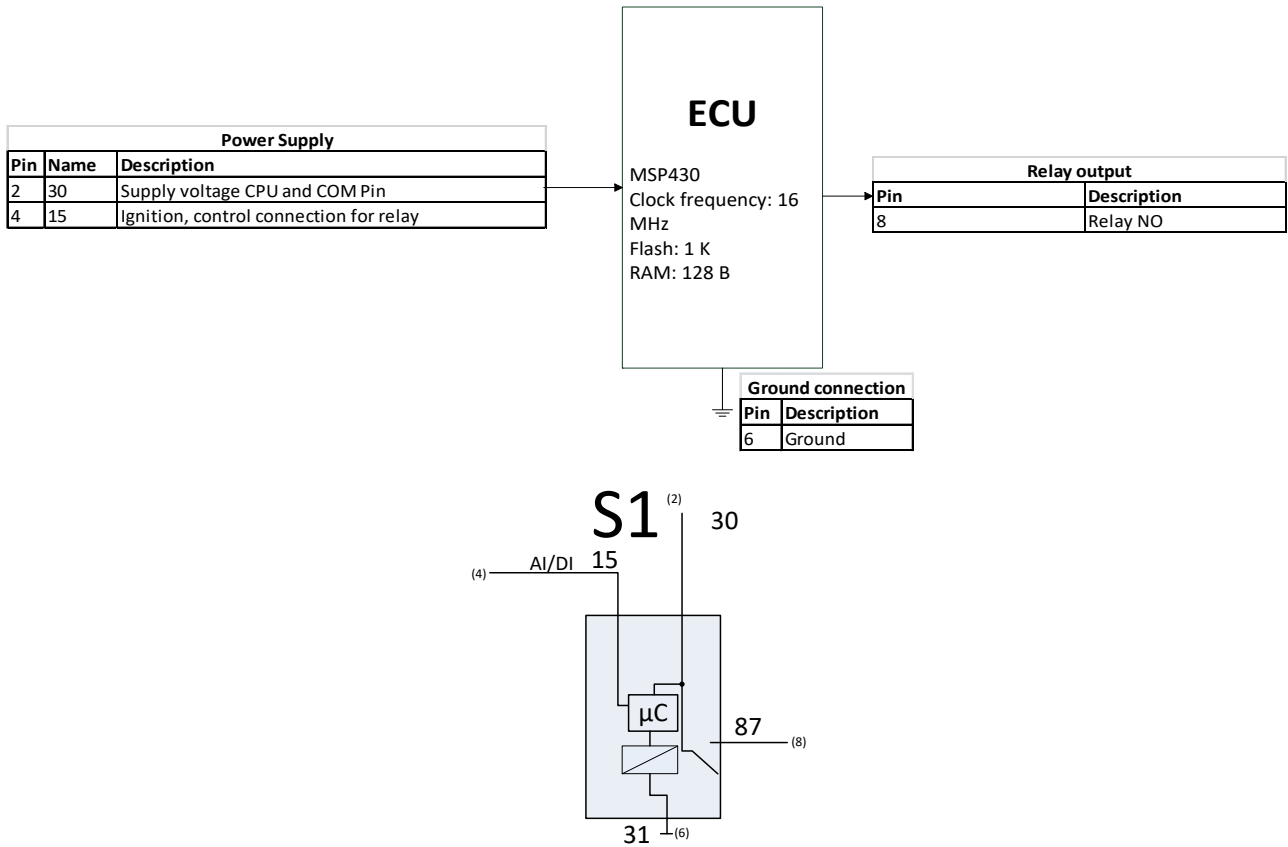 ECU
MSP430
Clock frequency: 16
MHz
Flash: 1 K
RAM: 128 B
Power Supply
Pin Name Description
2 30 Supply voltage CPU and COM Pin
4 15 Ignition, control connection for relay
Relay output
Pin Description
8 Relay NO
Ground connection
Pin Description
6 Ground
S1 (2) 30
(4) AI/DI 15
µC
87 (8)
31 (6)